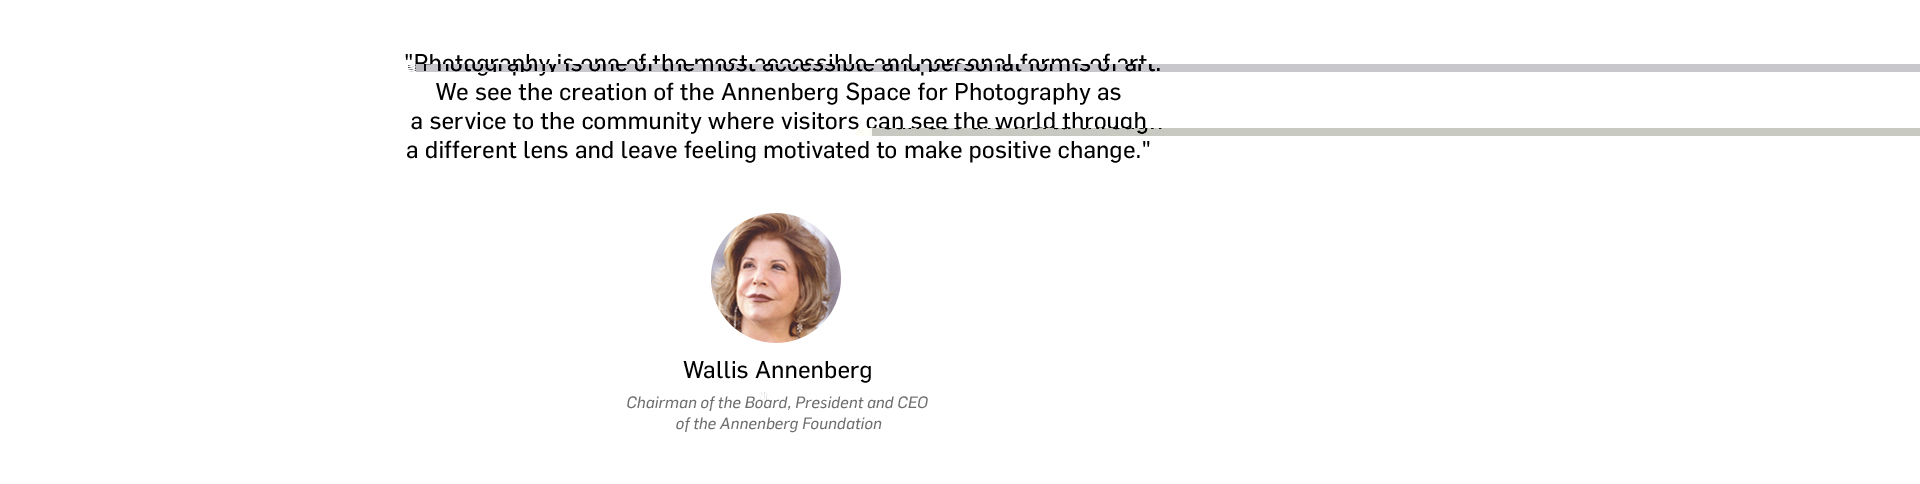 "Photography is one of the most accessible and personal forms of art.
We see the creation of the Annenberg Space for Photography as
a service to the community where visitors can see the world through
a different lens and leave feeling motivated to make positive change."
Wallis Annenberg
Chairman of the Board, President and CEO
of the Annenberg Foundation